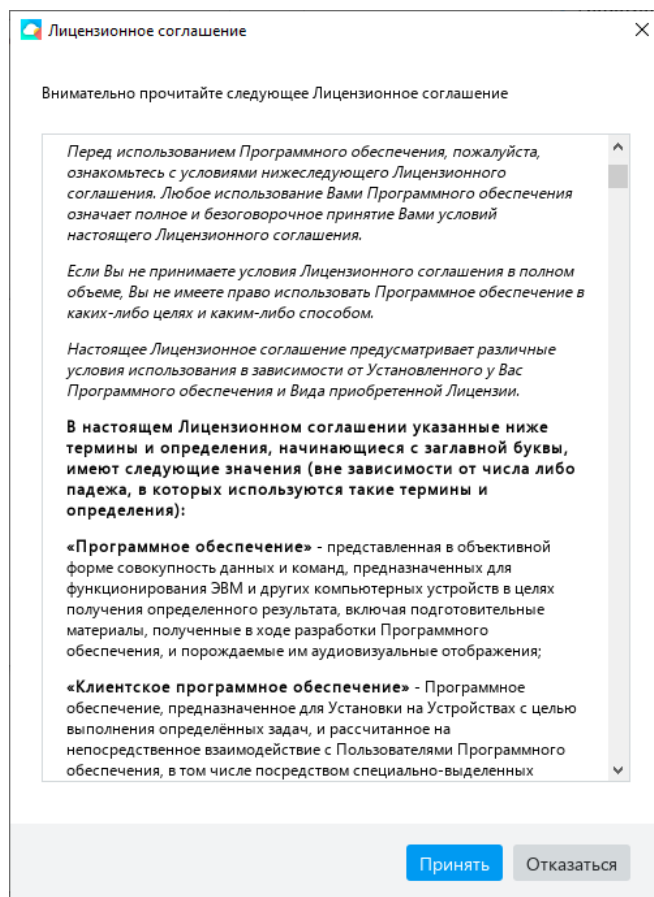 Лицензионное соглашение
Внимательно прочитайте следующее Лицензионное соглашение
Перед использованием Программного обеспечения, пожалуйста,
ознакомьтесь с условиями нижеследующего Лицензионного
соглашения. Любое использование Вами Программного обеспечения
означает полное и безоговорочное принятие Вами условий
настоящего Лицензионного соглашения.
Если Вы не принимаете условия Лицензионного соглашения в полном
объеме, Вы не имеете право использовать Программное обеспечение в
каких-либо целях и каким-либо способом.
Настоящее Лицензионное соглашение предусматривает различные
условия использования в зависимости от Установленного у Вас
Программного обеспечения и Вида приобретенной Лицензии.
В настоящем Лицензионном соглашении указанные ниже
термины и определения, начинающиеся с заглавной буквы,
имеют следующие значения (вне зависимости от числа либо
падежа, в которых используются такие термины и
определения):
«Программное обеспечение» - представленная в объективной
форме совокупность данных и команд, предназначенных для
функционирования ЭВМ и других компьютерных устройств в целях
получения определенного результата, включая подготовительные
материалы, полученные в ходе разработки Программного
обеспечения, и порождаемые им аудиовизуальные отображения;
«Клиентское программное обеспечение» - Программное
обеспечение, предназначенное для Установки на Устройствах с целью
выполнения определённых задач, и рассчитанное на
непосредственное взаимодействие с Пользователями Программного
обеспечения, в том числе посредством специально-выделенных
Принять Отказаться